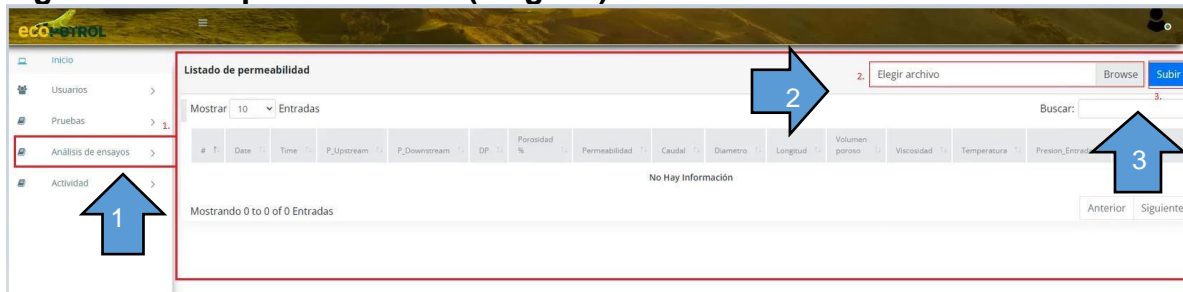 ecopetrol
Inicio
Usuarios
Pruebas
1.
Análisis de ensayos
Actividad
1
Listado de permeabilidad
2
2.
Elegir archivo
Browse
Subir
3.
3
Mostrar 10 Entradas
Buscar:
# Date Time P_Upstream P_Downstream DP Porosidad % Permeabilidad Caudal Diametro Longitud Volumen poroso Viscosidad Temperatura Presion_Entrada
No Hay Información
Mostrando 0 to 0 of 0 Entradas
Anterior Siguiente